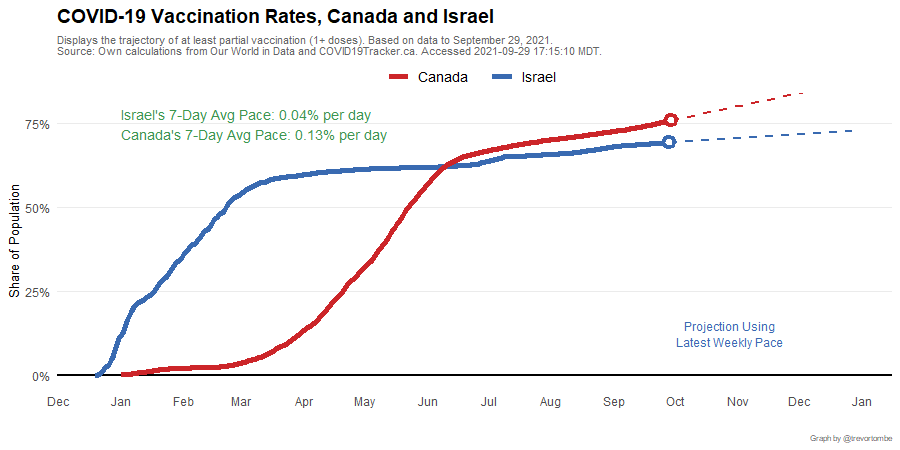 COVID-19 Vaccination Rates, Canada and Israel
Displays the trajectory of at least partial vaccination (1+ doses). Based on data to September 29, 2021.
Source: Own calculations from Our World in Data and COVID19Tracker.ca. Accessed 2021-09-29 17:15:10 MDT.
Canada Israel
Israel's 7-Day Avg Pace: 0.04% per day
Canada's 7-Day Avg Pace: 0.13% per day
75%
50%
25%
0%
Share of Population
Projection Using
Latest Weekly Pace
Dec Jan Feb Mar Apr May Jun Jul Aug Sep Oct Nov Dec Jan
Graph by @trevortombe